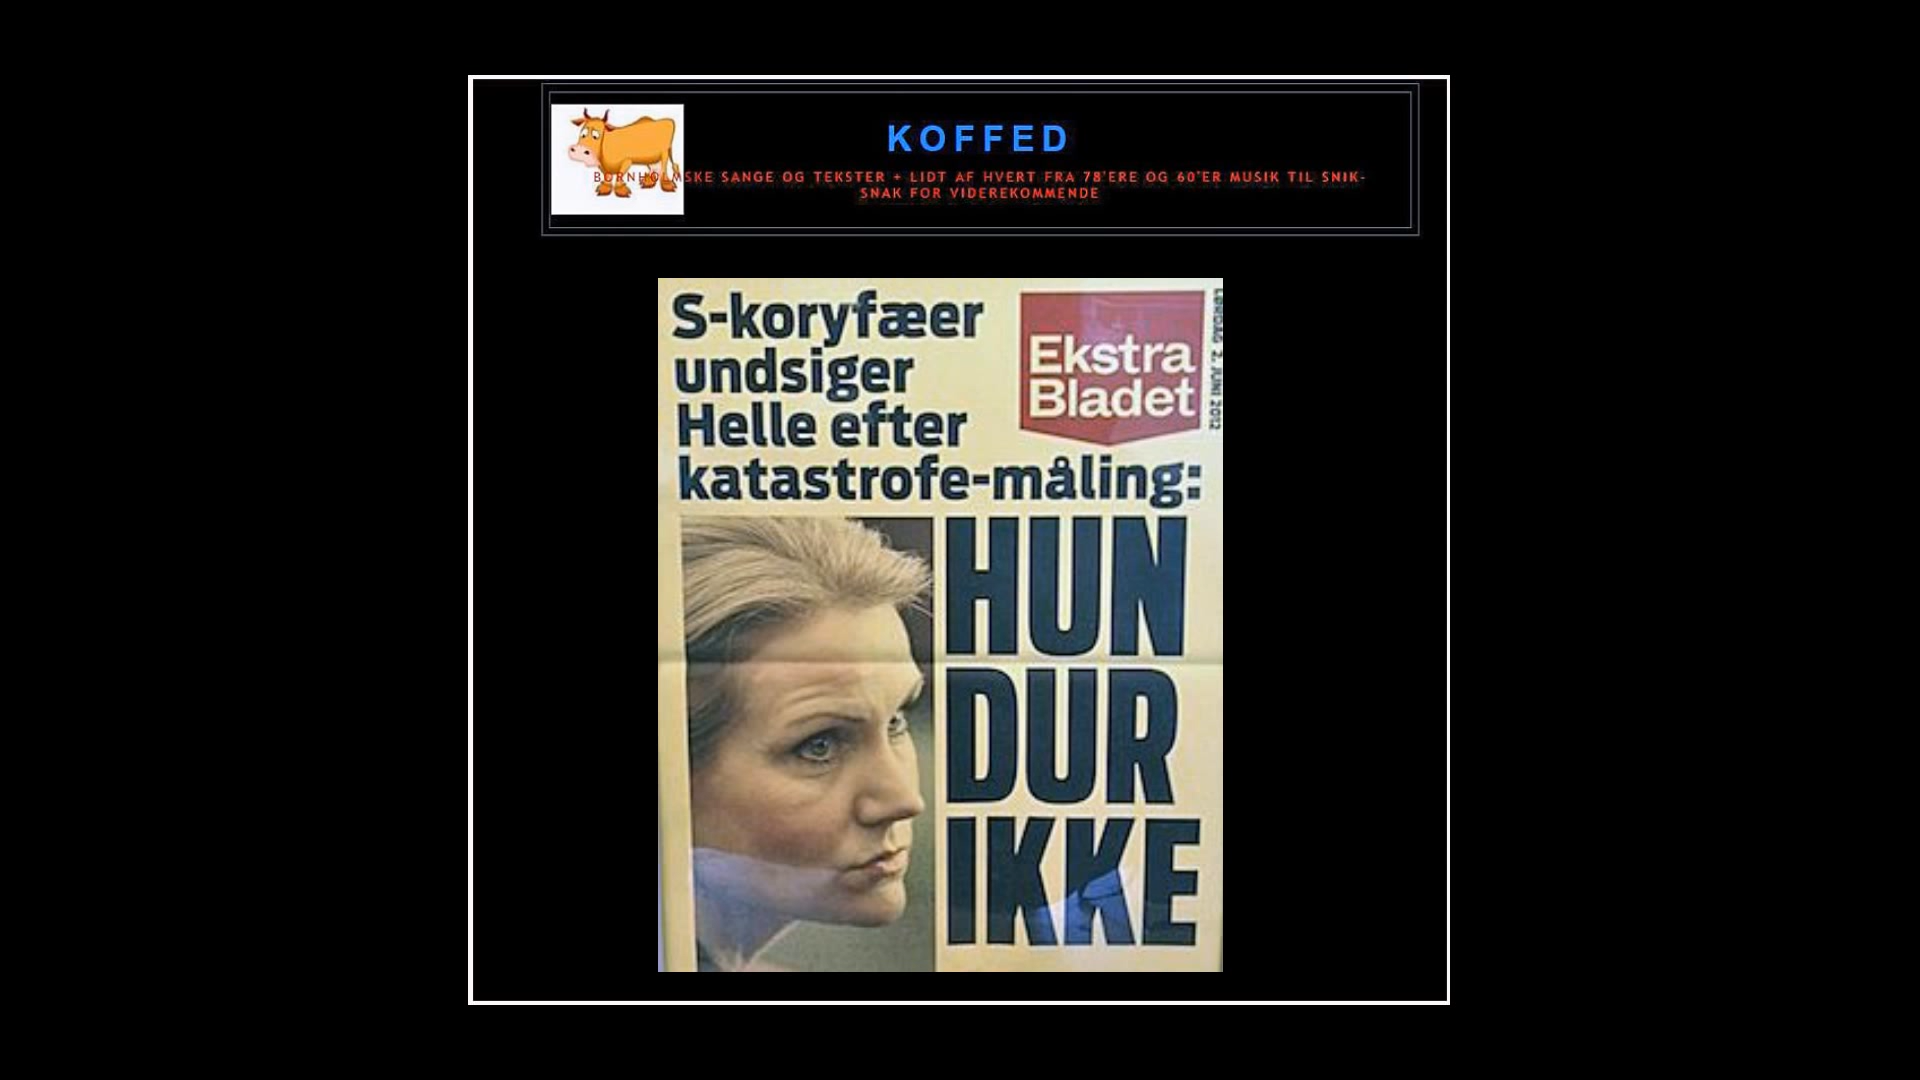 KOFFED
BORNHOLMSKE SANGE OG TEKSTER + LIDT AF HVERT FRA 78'ERE OG 60'ER MUSIK TIL SNIK-
SNAK FOR VIDEREKOMMENDE
S-koryfæer
undsiger
Helle efter
katastrofe-måling:
Ekstra
Bladet
LØRDAG 2. JUNI 2012
HUN
DUR
IKKE